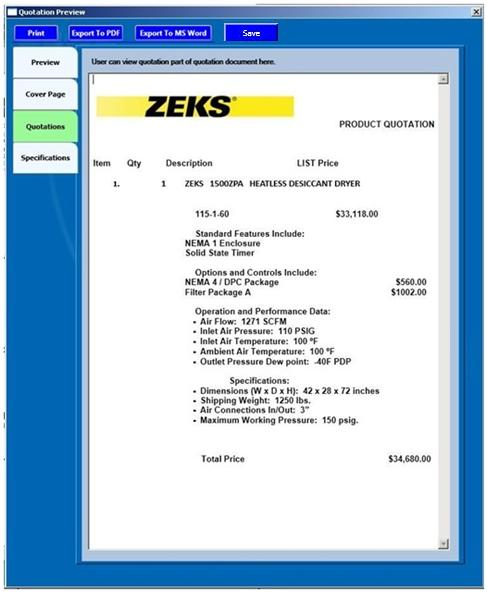 Quotation Preview
Print Export To PDF Export To MS Word Save
Preview
Cover Page
Quotations
Specifications
User can view quotation part of quotation document here.
ZEKS®
PRODUCT QUOTATION
Item Qty Description LIST Price
1. 1 ZEKS 1500ZPA HEATLESS DESICCANT DRYER
115-1-60 $33,118.00
Standard Features Include:
NEMA 1 Enclosure
Solid State Timer
Options and Controls Include:
NEMA 4 / DPC Package $560.00
Filter Package A $1002.00
Operation and Performance Data:
• Air Flow: 1271 SCFM
• Inlet Air Pressure: 110 PSIG
• Inlet Air Temperature: 100 °F
• Ambient Air Temperature: 100 °F
• Outlet Pressure Dew point: -40F PDP
Specifications:
• Dimensions (W x D x H): 42 x 28 x 72 inches
• Shipping Weight: 1250 lbs.
• Air Connections In/Out: 3"
• Maximum Working Pressure: 150 psig.
Total Price $34,680.00